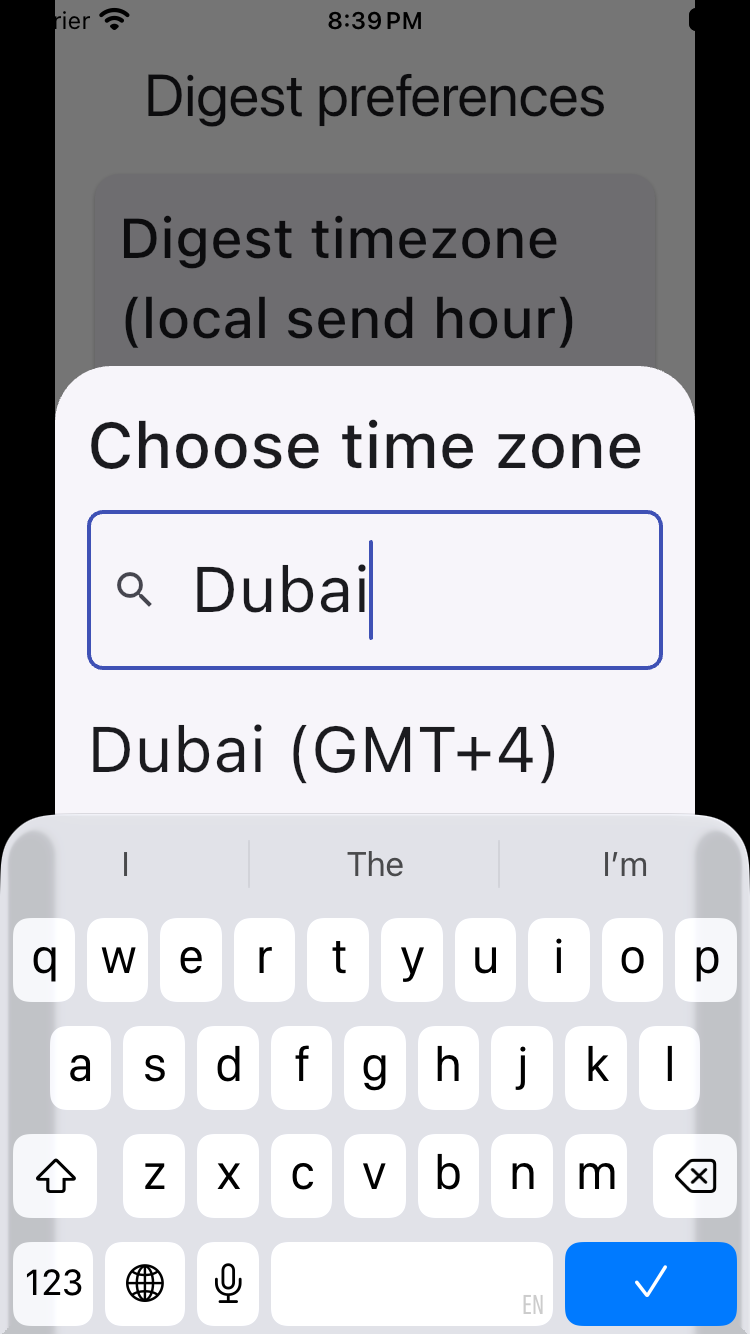 rier 8:39 PM
Digest preferences
Digest timezone
(local send hour)
Choose time zone
Dubai
Dubai (GMT+4)
I The I’m
q w e r t y u i o p
a s d f g h j k l
z x c v b n m
123 EN